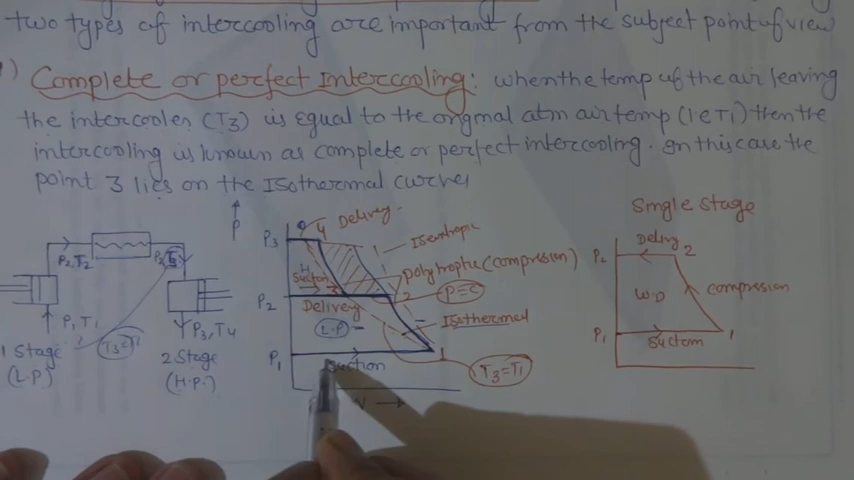 two types of intercooling are important from the subject point of view
) Complete or perfect Intercooling: when the temp of the air leaving
the intercooler (T3) is equal to the original atm air temp (i.e T1) then the
intercooling is known as complete or perfect intercooling. In this case the
point 3 lies on the Isothermal curve
P2, T2
P1, T1
1 Stage
(L.P)
T3=T1
P3, T4
2 Stage
(H.P.)
P
P3
P2
P1
4
Delivery
Isentropic
polytropic (compression)
H
Suction
3
2
P=C
Delivery
L.P
Isothermal
1
Suction
T3=T1
V
Single stage
P2
Delivery
2
W.D
compression
P1
Suction
1